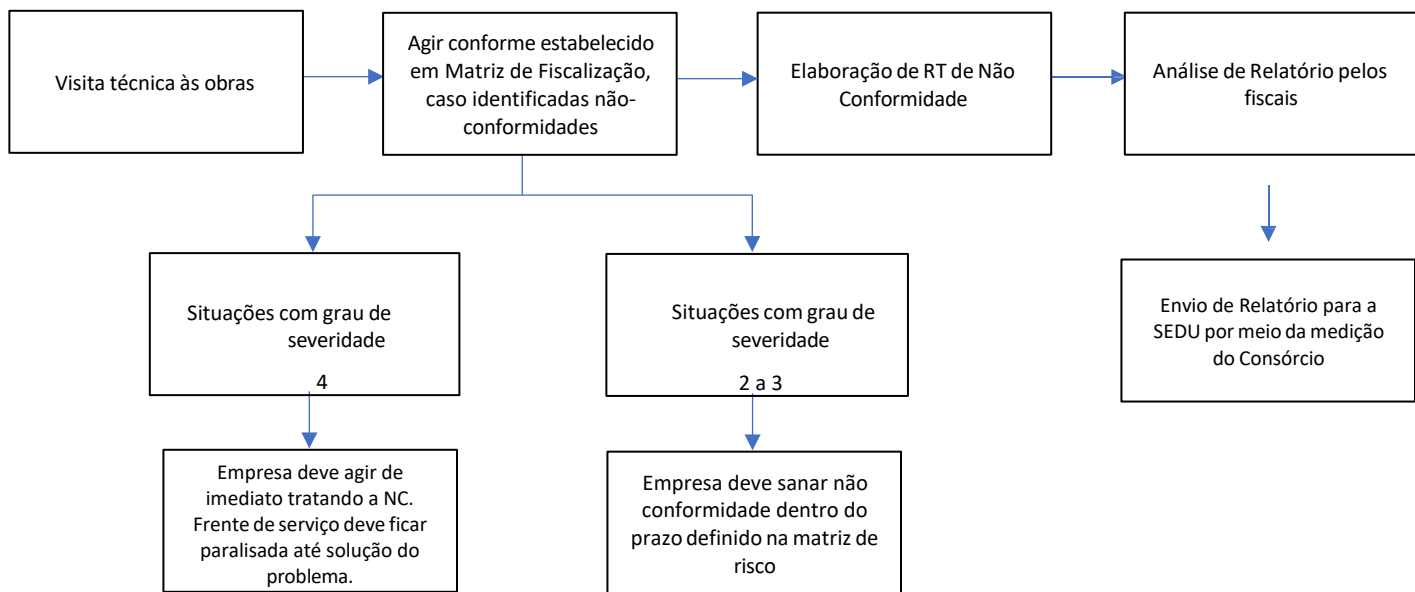 Visita técnica às obras
Agir conforme estabelecido
em Matriz de Fiscalização,
caso identificadas não-
conformidades
Elaboração de RT de Não
Conformidade
Análise de Relatório pelos
fiscais
Situações com grau de
severidade
4
Situações com grau de
severidade
2 a 3
Envio de Relatório para a
SEDU por meio da medição
do Consórcio
Empresa deve agir de
imediato tratando a NC.
Frente de serviço deve ficar
paralisada até solução do
problema.
Empresa deve sanar não
conformidade dentro do
prazo definido na matriz de
risco